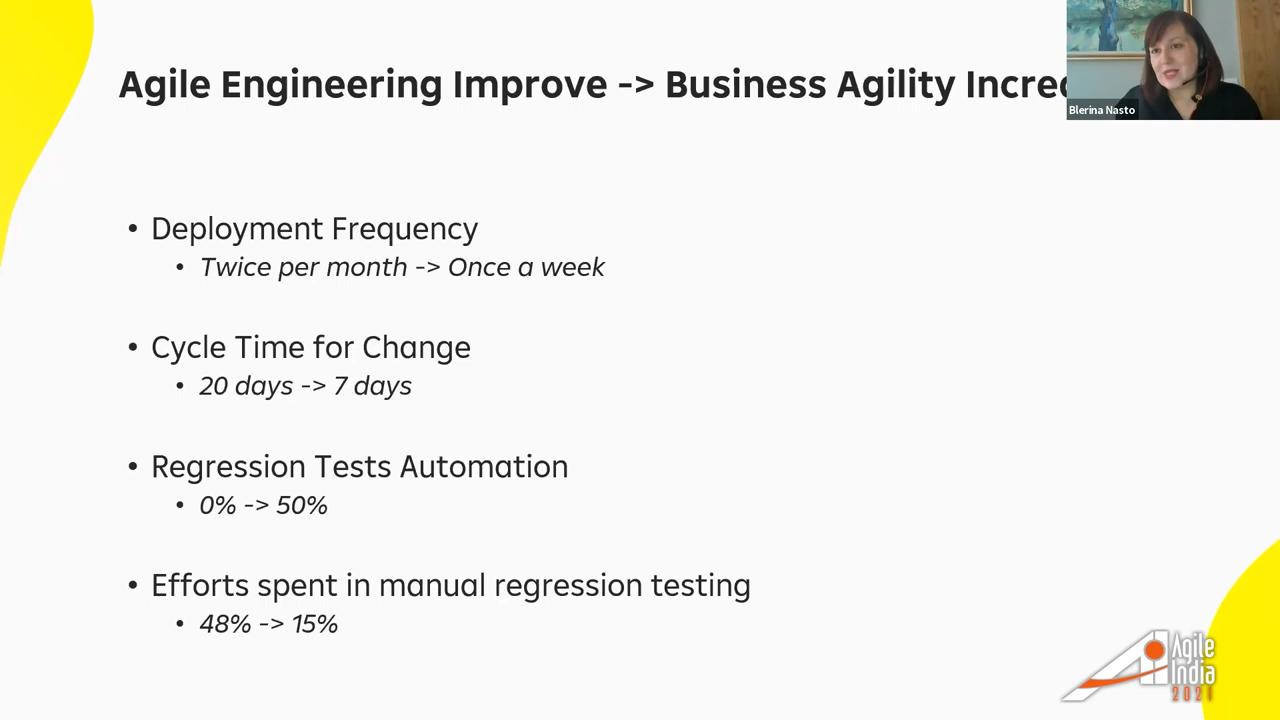 Agile Engineering Improve -> Business Agility
Blerina Nasto
• Deployment Frequency
• Twice per month -> Once a week
• Cycle Time for Change
• 20 days -> 7 days
• Regression Tests Automation
• 0% -> 50%
• Efforts spent in manual regression testing
• 48% -> 15%
Agile
India
2021